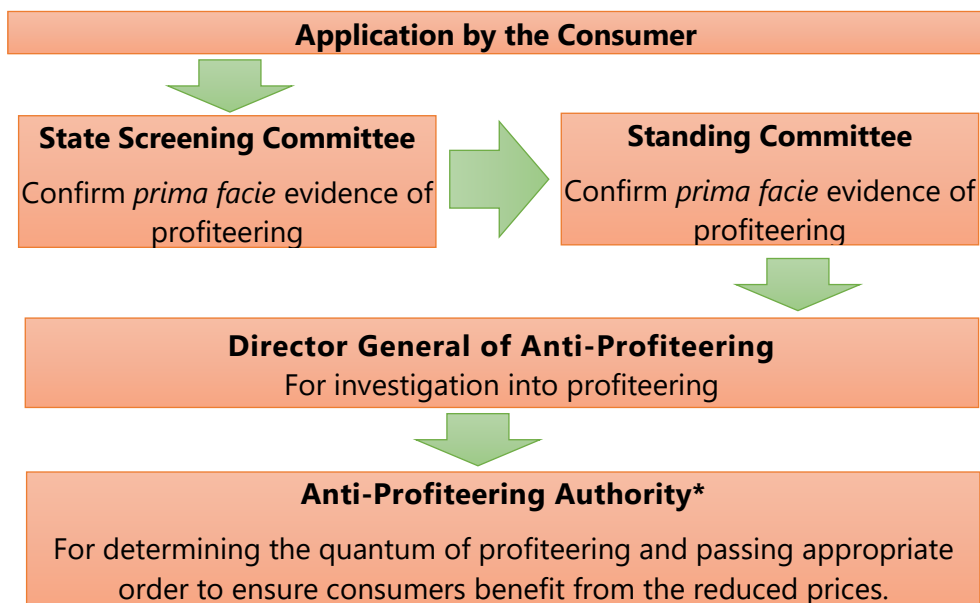 Application by the Consumer
State Screening Committee
Confirm prima facie evidence of
profiteering
Standing Committee
Confirm prima facie evidence of
profiteering
Director General of Anti-Profiteering
For investigation into profiteering
Anti-Profiteering Authority*
For determining the quantum of profiteering and passing appropriate
order to ensure consumers benefit from the reduced prices.